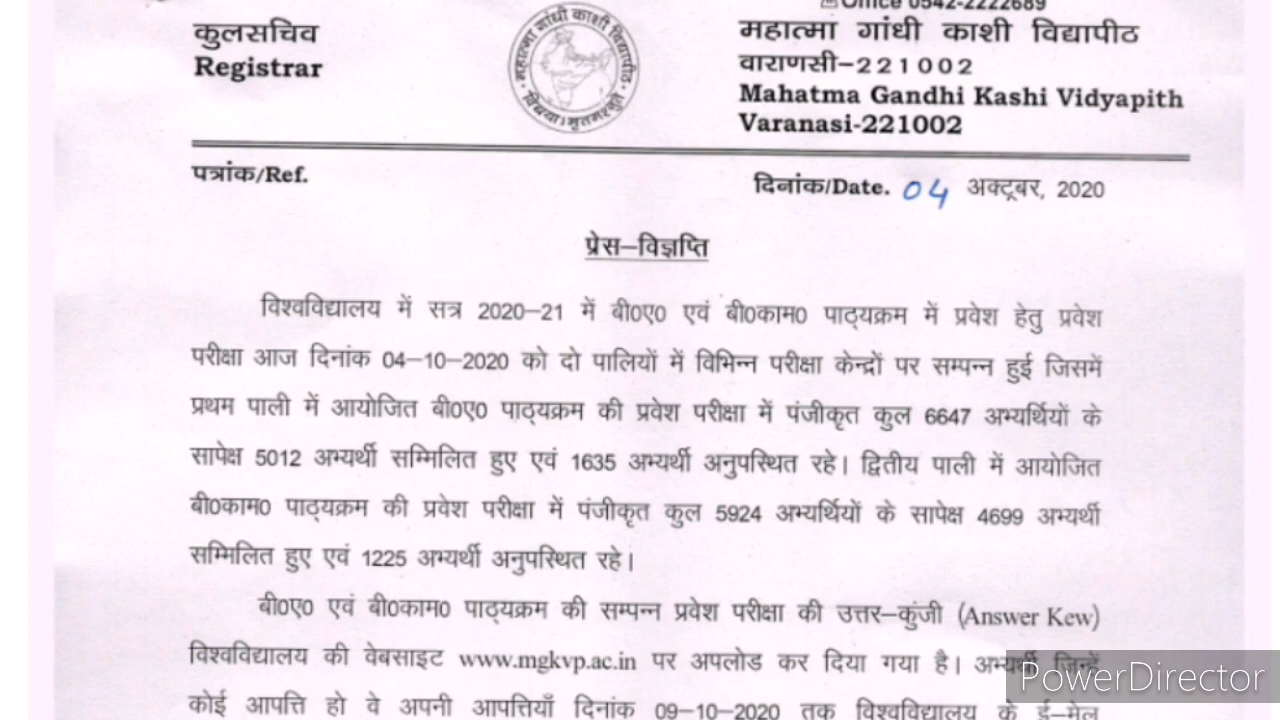 Office 0542-2222689
कुलसचिव
Registrar
महात्मा गांधी काशी विद्यापीठ
महात्मा गांधी काशी विद्यापीठ
वाराणसी–221002
Mahatma Gandhi Kashi Vidyapith
Varanasi-221002
पत्रांक/Ref.
दिनांक/Date. 04 अक्टूबर, 2020
प्रेस–विज्ञप्ति
विश्वविद्यालय में सत्र 2020–21 में बी0ए0 एवं बी0काम0 पाठ्यक्रम में प्रवेश हेतु प्रवेश
परीक्षा आज दिनांक 04–10–2020 को दो पालियों में विभिन्न परीक्षा केन्द्रों पर सम्पन्न हुई जिसमें
प्रथम पाली में आयोजित बी0ए0 पाठ्यक्रम की प्रवेश परीक्षा में पंजीकृत कुल 6647 अभ्यर्थियों के
सापेक्ष 5012 अभ्यर्थी सम्मिलित हुए एवं 1635 अभ्यर्थी अनुपस्थित रहे। द्वितीय पाली में आयोजित
बी0काम0 पाठ्यक्रम की प्रवेश परीक्षा में पंजीकृत कुल 5924 अभ्यर्थियों के सापेक्ष 4699 अभ्यर्थी
सम्मिलित हुए एवं 1225 अभ्यर्थी अनुपस्थित रहे।
बी0ए0 एवं बी0काम0 पाठ्यक्रम की सम्पन्न प्रवेश परीक्षा की उत्तर–कुंजी (Answer Kew)
विश्वविद्यालय की वेबसाइट www.mgkvp.ac.in पर अपलोड कर दिया गया है। अभ्यर्थी जिन्हें
कोई आपत्ति हो वे अपनी आपत्तियाँ दिनांक 09–10–2020 तक विश्वविद्यालय के ई–मेल
PowerDirector